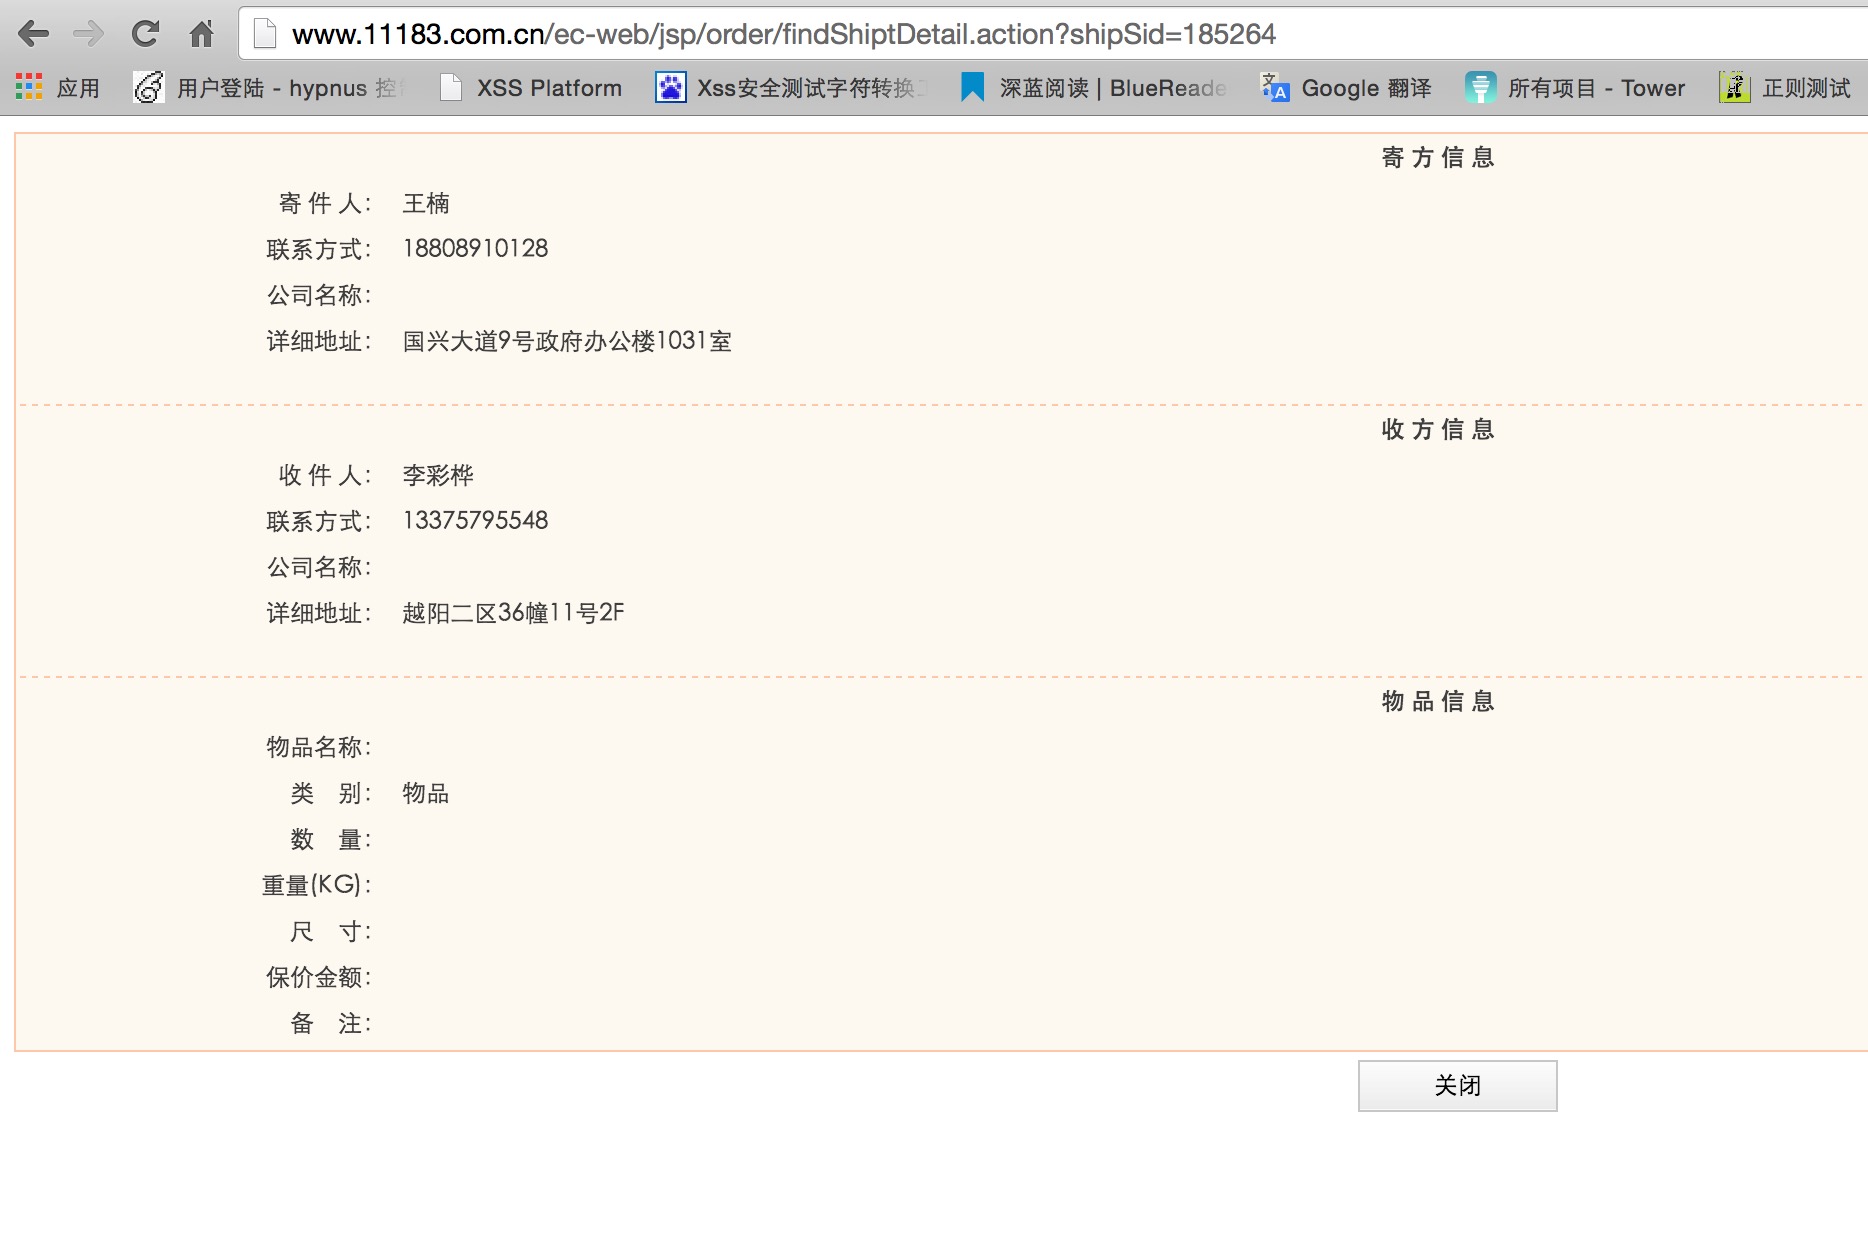 www.11183.com.cn/ec-web/jsp/order/findShiptDetail.action?shipSid=185264
应用 用户登陆 - hypnus 控 XSS Platform Xss安全测试字符转换 深蓝阅读 | BlueReade Google 翻译 所有项目 - Tower 正则测试
寄 方 信 息
寄 件 人： 王楠
联系方式： 18808910128
公司名称：
详细地址： 国兴大道9号政府办公楼1031室
收 方 信 息
收 件 人： 李彩桦
联系方式： 13375795548
公司名称：
详细地址： 越阳二区36幢11号2F
物 品 信 息
物品名称：
类 别： 物品
数 量：
重量(KG)：
尺 寸：
保价金额：
备 注：
关闭